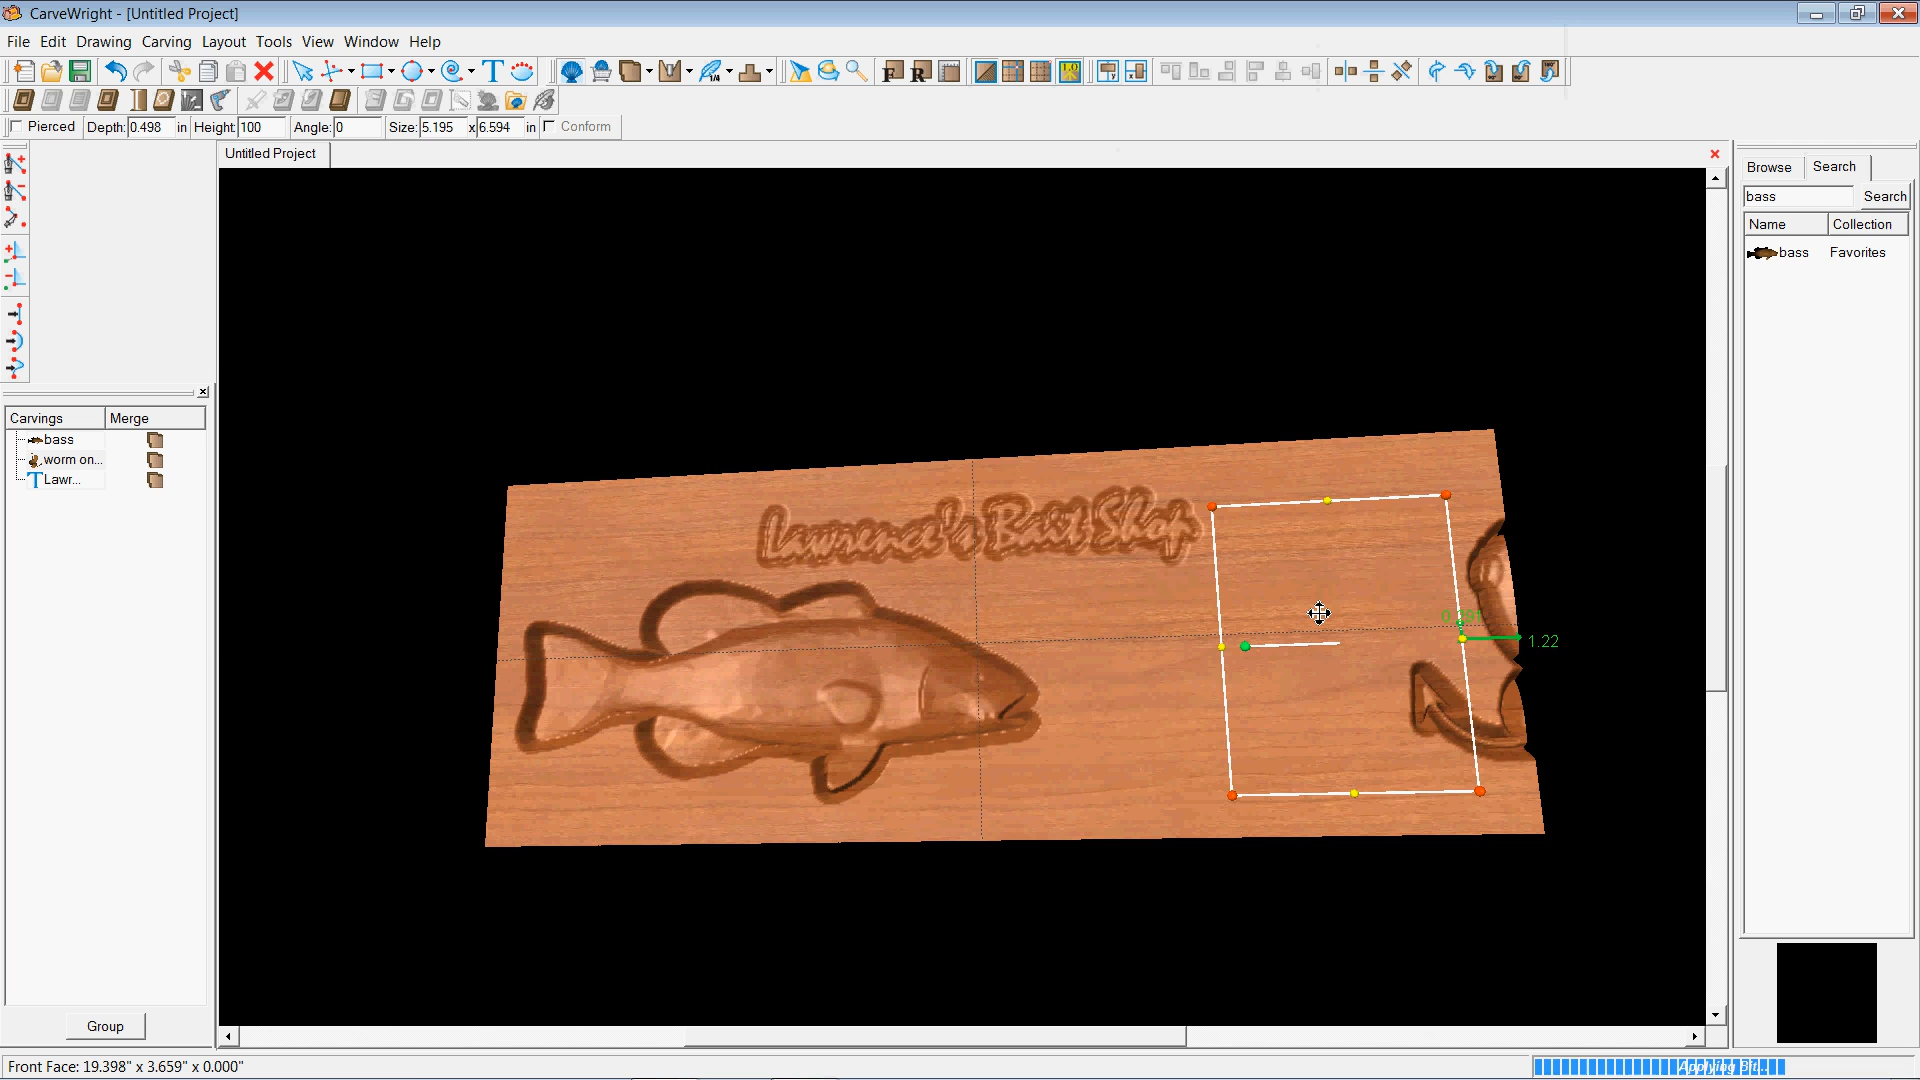 CarveWright - [Untitled Project]
File Edit Drawing Carving Layout Tools View Window Help
Pierced Depth: 0.498 in Height: 100 Angle: 0 Size: 5.195 x 6.594 in Conform
Untitled Project
Browse Search
bass Search
Name Collection
bass Favorites
Carvings Merge
bass
worm on...
Lawr...
Lawrence's Bait Shop
1.22
Group
Front Face: 19.398" x 3.659" x 0.000"
Applying Bit...